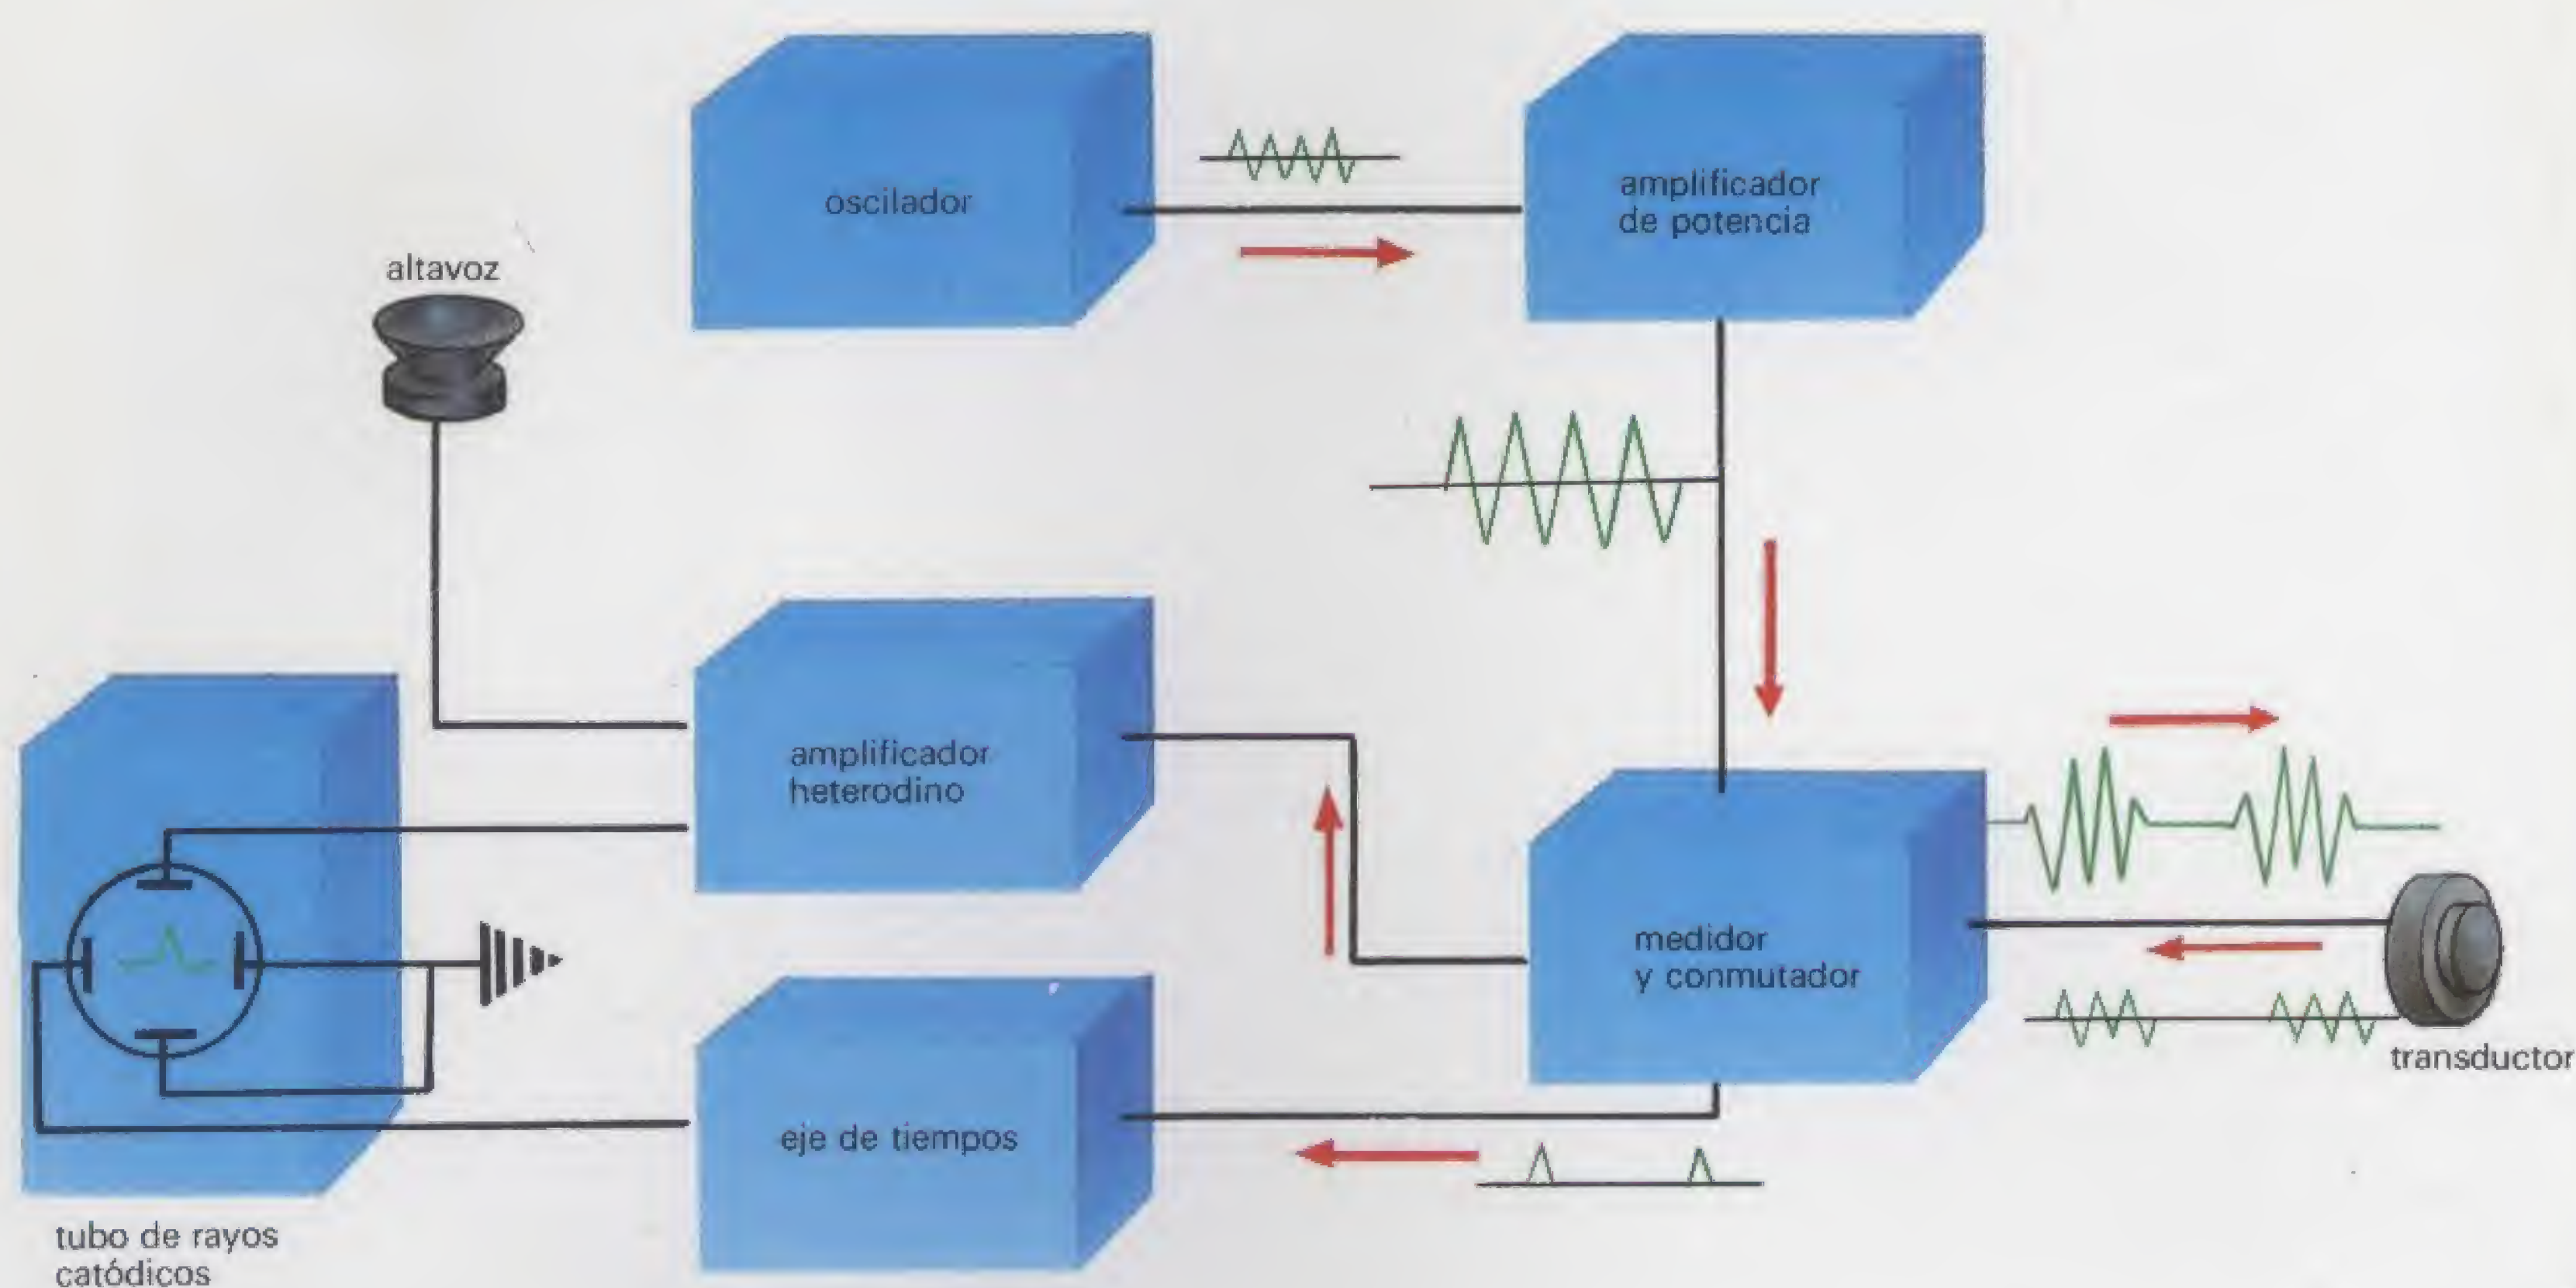 oscilador
amplificador
de potencia
altavoz
amplificador
heterodino
medidor
y conmutador
transductor
eje de tiempos
tubo de rayos
catódicos